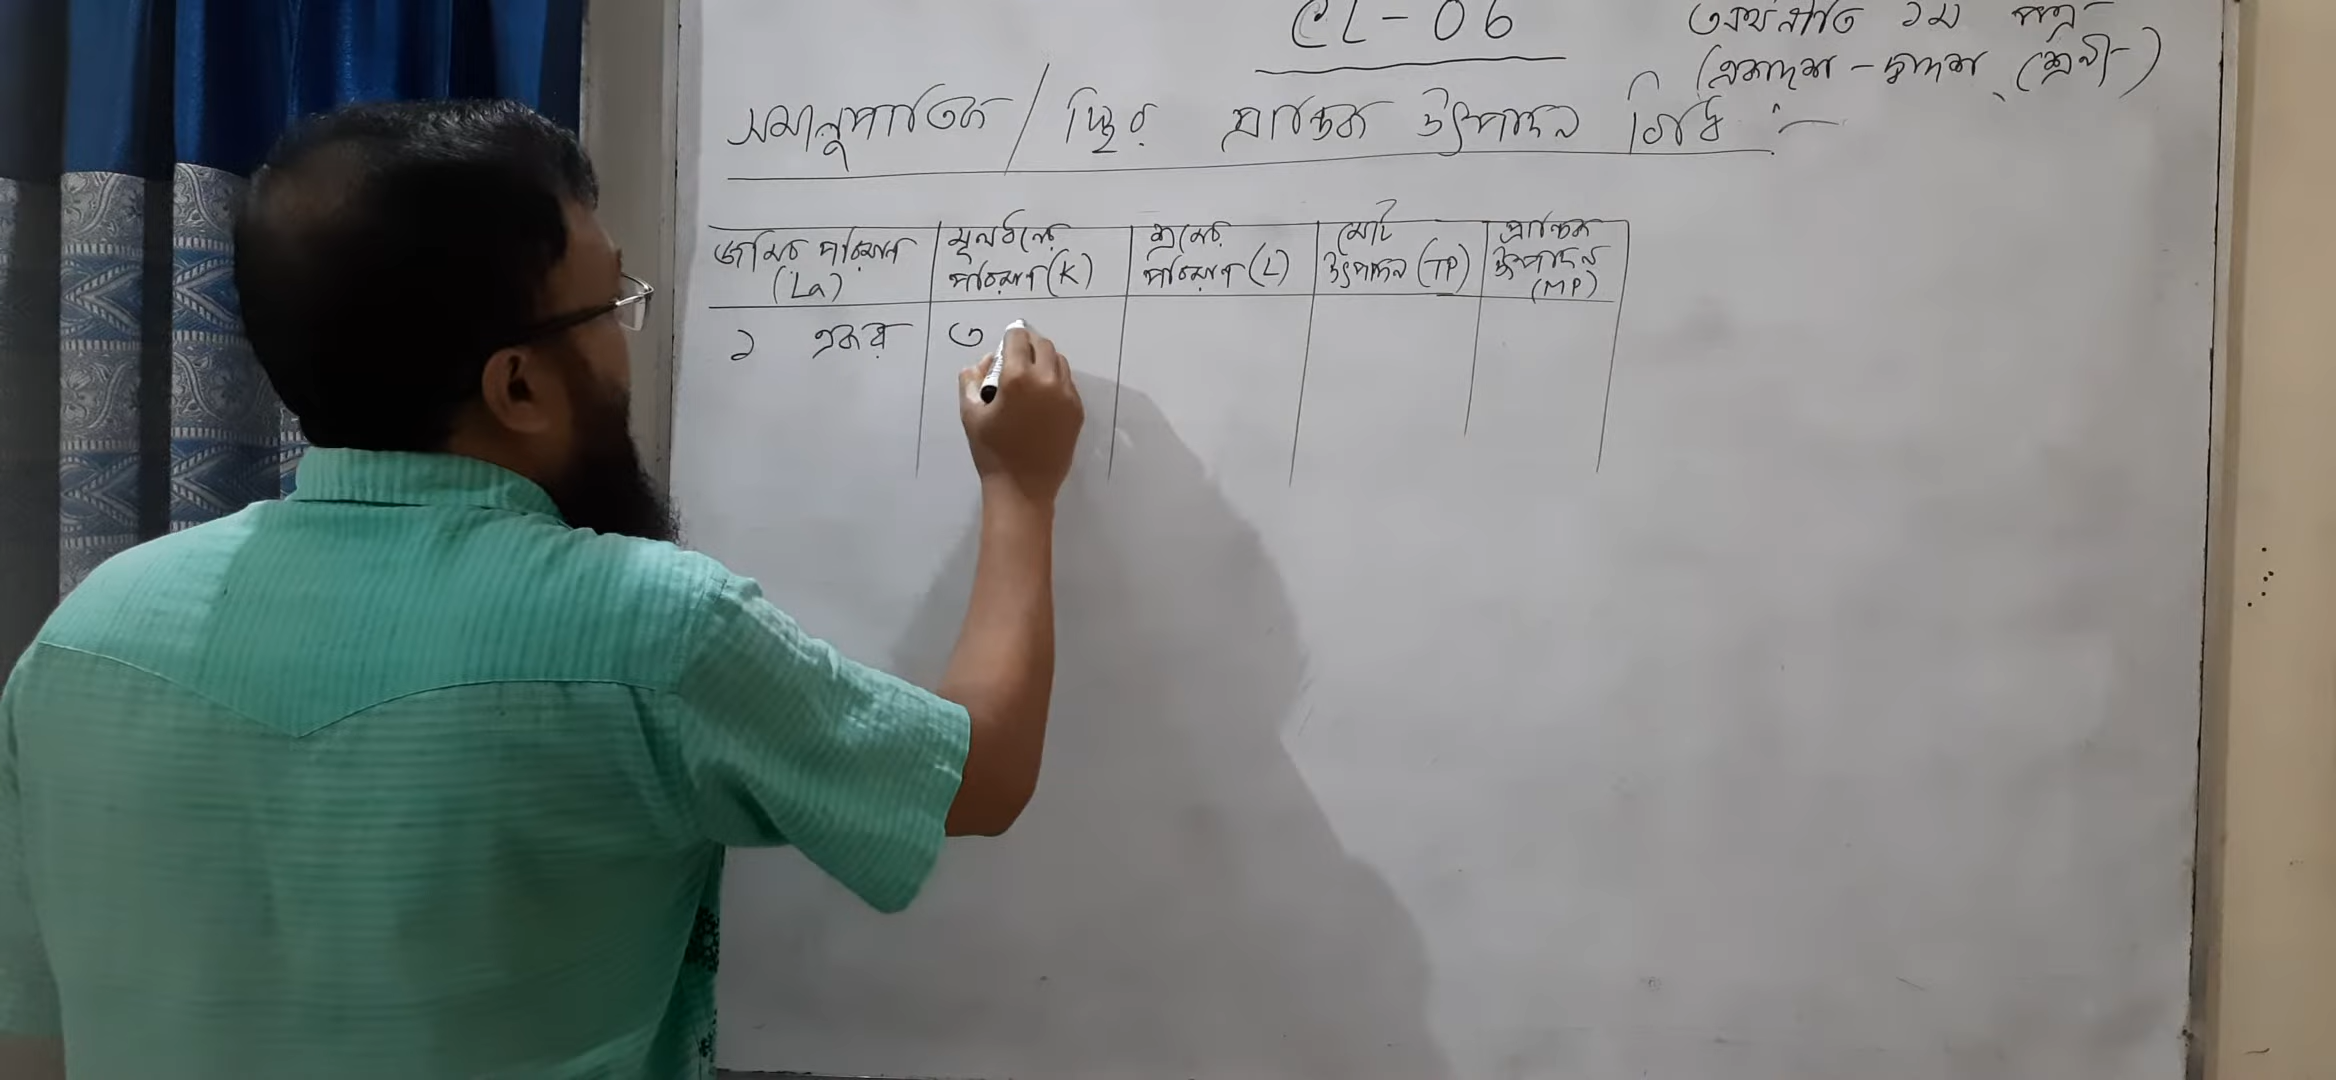 CL-06
অর্থনীতি ১ম পত্র
(একাদশ-দ্বাদশ শ্রেণী)
সমানুপাতিক/স্থির প্রান্তিক উৎপাদন বিধি :-
জমির পরিমান (La)
মূলধনের পরিমাণ (K)
শ্রমের পরিমাণ (L)
মোট উৎপাদন (TP)
প্রান্তিক উৎপাদন (MP)
১ একর
৩